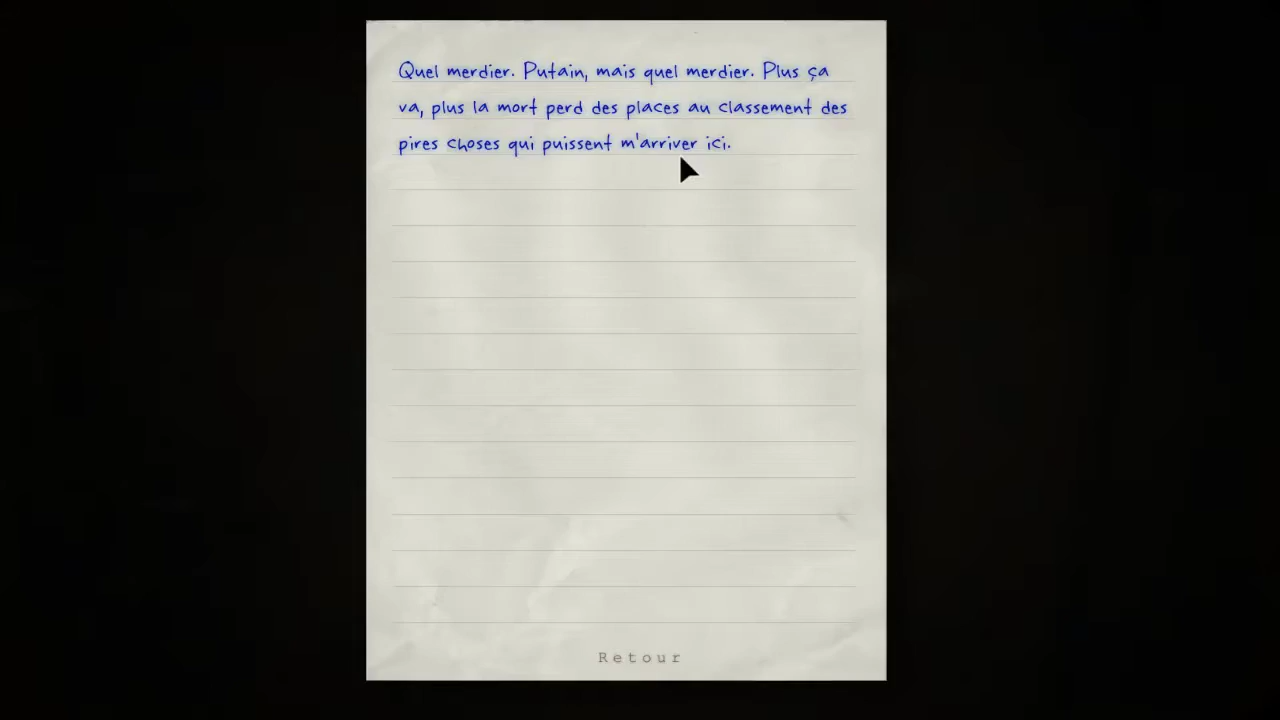 Quel merdier. Putain, mais quel merdier. Plus ça
va, plus la mort perd des places au classement des
pires choses qui puissent m'arriver ici.
Retour